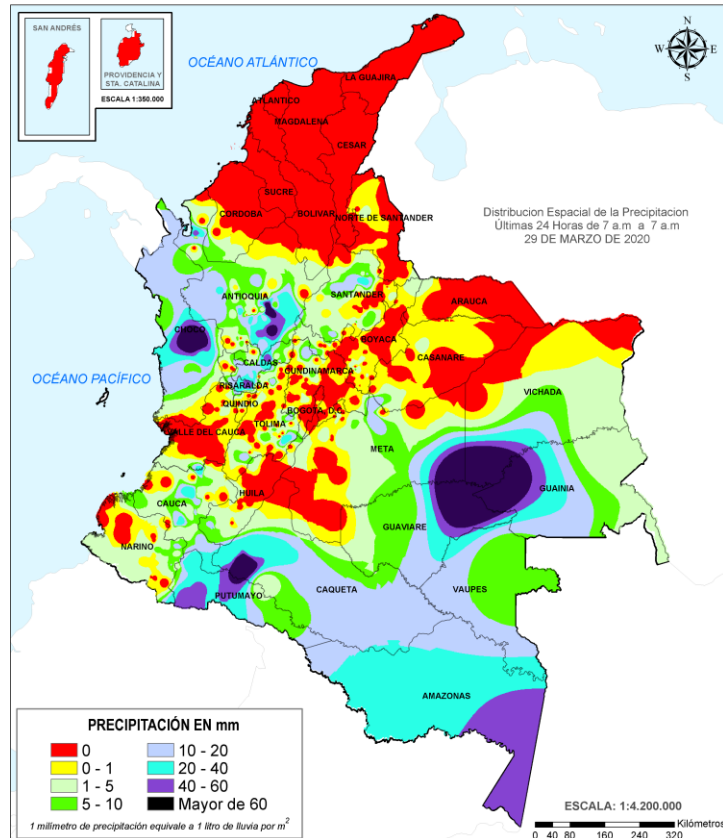 SAN ANDRÉS
PROVIDENCIA Y
STA. CATALINA
ESCALA 1:350.000
OCÉANO ATLÁNTICO
N
W E
S
LA GUAJIRA
ATLANTICO
MAGDALENA
CESAR
SUCRE
CORDOBA
BOLIVAR
NORTE DE SANTANDER
Distribucion Espacial de la Precipitacion
Últimas 24 Horas de 7 a.m a 7 a.m
29 DE MARZO DE 2020
ANTIOQUIA
SANTANDER
ARAUCA
CHOCO
BOYACA
CASANARE
CALDAS
CUNDINAMARCA
OCÉANO PACÍFICO
RISARALDA
VICHADA
QUINDIO
BOGOTA, D.C.
TOLIMA
VALLE DEL CAUCA
META
HUILA
GUAINIA
CAUCA
GUAVIARE
NARINO
CAQUETA
VAUPES
PUTUMAYO
AMAZONAS
PRECIPITACIÓN EN mm
0
10 - 20
0 - 1
20 - 40
1 - 5
40 - 60
5 - 10
Mayor de 60
1 milimetro de precipitación equivale a 1 litro de lluvia por m2
ESCALA: 1:4.200.000
Kilómetros
0 40 80 160 240 320